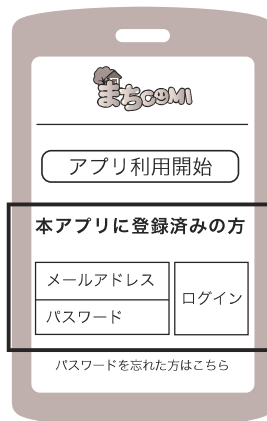 まちcomi
アプリ利用開始
本アプリに登録済みの方
メールアドレス
パスワード
ログイン
パスワードを忘れた方はこちら